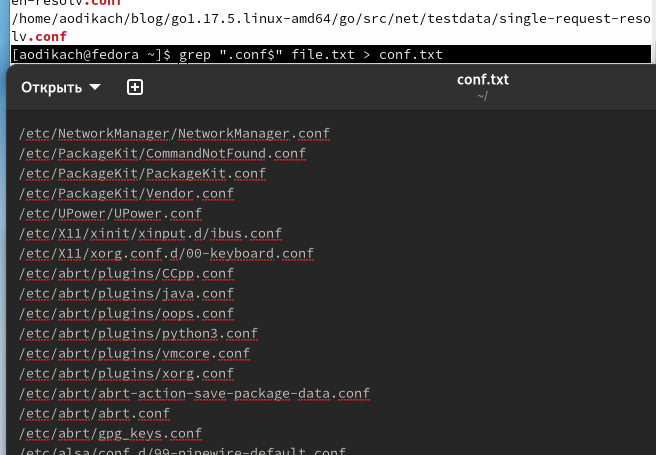 en-resolv.conf
/home/aodikach/blog/go1.17.5.linux-amd64/go/src/net/testdata/single-request-reso
lv.conf
[aodikach@fedora ~]$ grep ".conf$" file.txt > conf.txt
Открыть
conf.txt
~/
/etc/NetworkManager/NetworkManager.conf
/etc/PackageKit/CommandNotFound.conf
/etc/PackageKit/PackageKit.conf
/etc/PackageKit/Vendor.conf
/etc/UPower/UPower.conf
/etc/X11/xinit/xinput.d/ibus.conf
/etc/X11/xorg.conf.d/00-keyboard.conf
/etc/abrt/plugins/CCpp.conf
/etc/abrt/plugins/java.conf
/etc/abrt/plugins/oops.conf
/etc/abrt/plugins/python3.conf
/etc/abrt/plugins/vmcore.conf
/etc/abrt/plugins/xorg.conf
/etc/abrt/abrt-action-save-package-data.conf
/etc/abrt/abrt.conf
/etc/abrt/gpg_keys.conf
/etc/alsa/conf.d/99-pipewire-default.conf